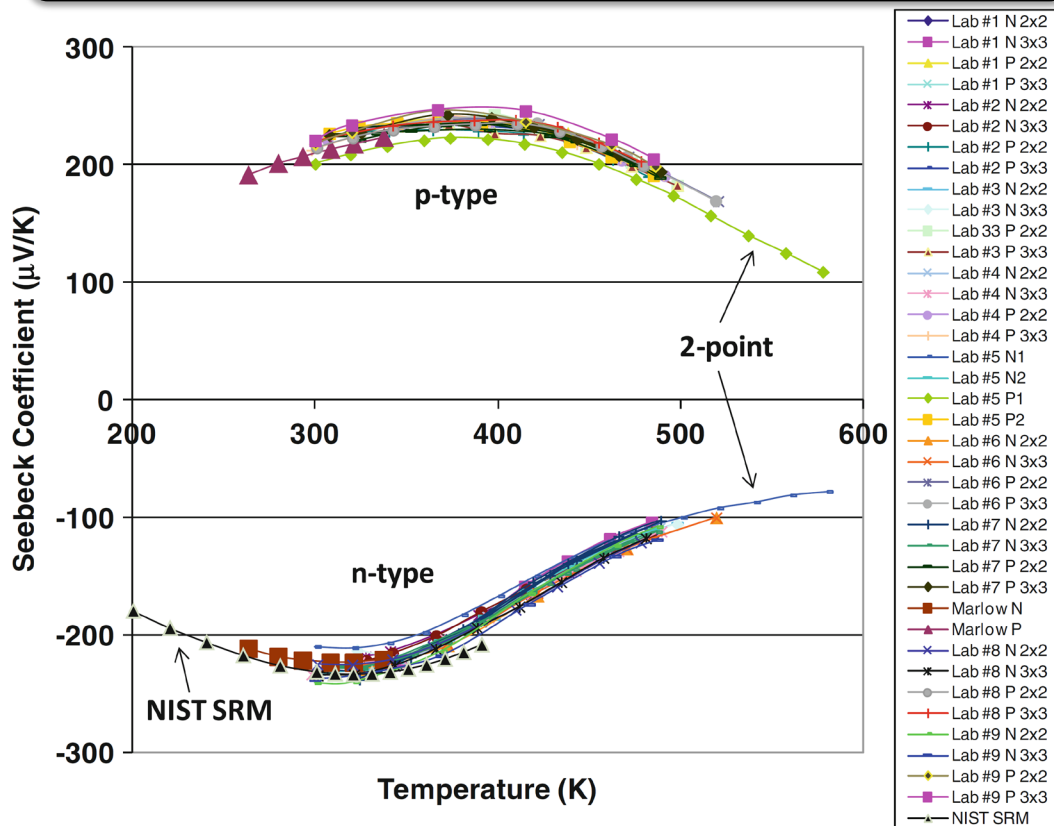 300
200
100
0
-100
-200
-300
200
300
400
500
600
Seebeck Coefficient (µV/K)
Temperature (K)
p-type
2-point
n-type
NIST SRM
Lab #1 N 2x2
Lab #1 N 3x3
Lab #1 P 2x2
Lab #1 P 3x3
Lab #2 N 2x2
Lab #2 N 3x3
Lab #2 P 2x2
Lab #2 P 3x3
Lab #3 N 2x2
Lab #3 N 3x3
Lab 33 P 2x2
Lab #3 P 3x3
Lab #4 N 2x2
Lab #4 N 3x3
Lab #4 P 2x2
Lab #4 P 3x3
Lab #5 N1
Lab #5 N2
Lab #5 P1
Lab #5 P2
Lab #6 N 2x2
Lab #6 N 3x3
Lab #6 P 2x2
Lab #6 P 3x3
Lab #7 N 2x2
Lab #7 N 3x3
Lab #7 P 2x2
Lab #7 P 3x3
Marlow N
Marlow P
Lab #8 N 2x2
Lab #8 N 3x3
Lab #8 P 2x2
Lab #8 P 3x3
Lab #9 N 2x2
Lab #9 N 3x3
Lab #9 P 2x2
Lab #9 P 3x3
NIST SRM